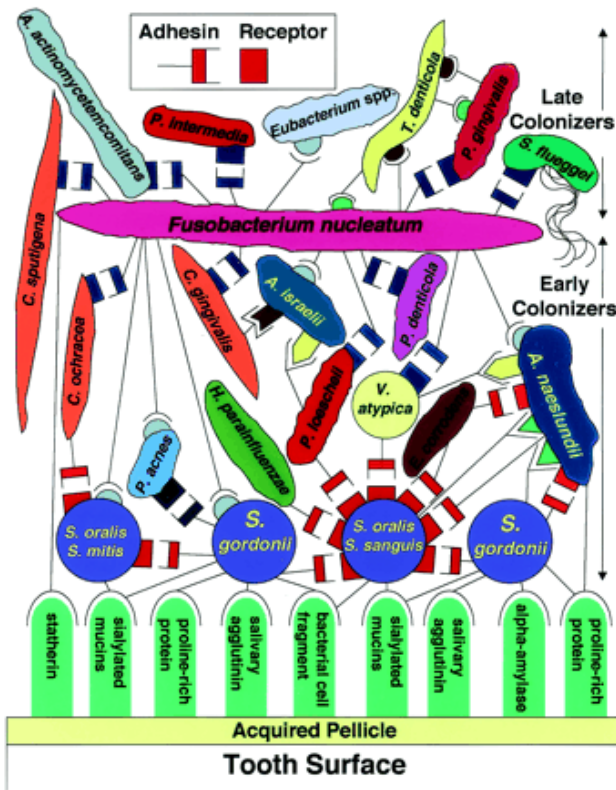 Adhesin Receptor
A. actinomycetemcomitans
P. intermedia
Eubacterium spp.
T. denticola
P. gingivalis
Late
Colonizers
S. flueggei
Fusobacterium nucleatum
C. sputigena
C. ochracea
C. gingivalis
A. israelii
P. denticola
Early
Colonizers
A. naeslundii
P. loescheii
V.
atypica
H. parainfluenzae
P. acnes
corrodens
S. oralis
S. mitis
S.
gordonii
S. oralis
S. sanguis
S.
gordonii
statherin
sialylated
mucins
proline-rich
protein
salivary
agglutinin
bacterial cell
fragment
sialylated
mucins
salivary
agglutinin
alpha-amylase
proline-rich
protein
Acquired Pellicle
Tooth Surface